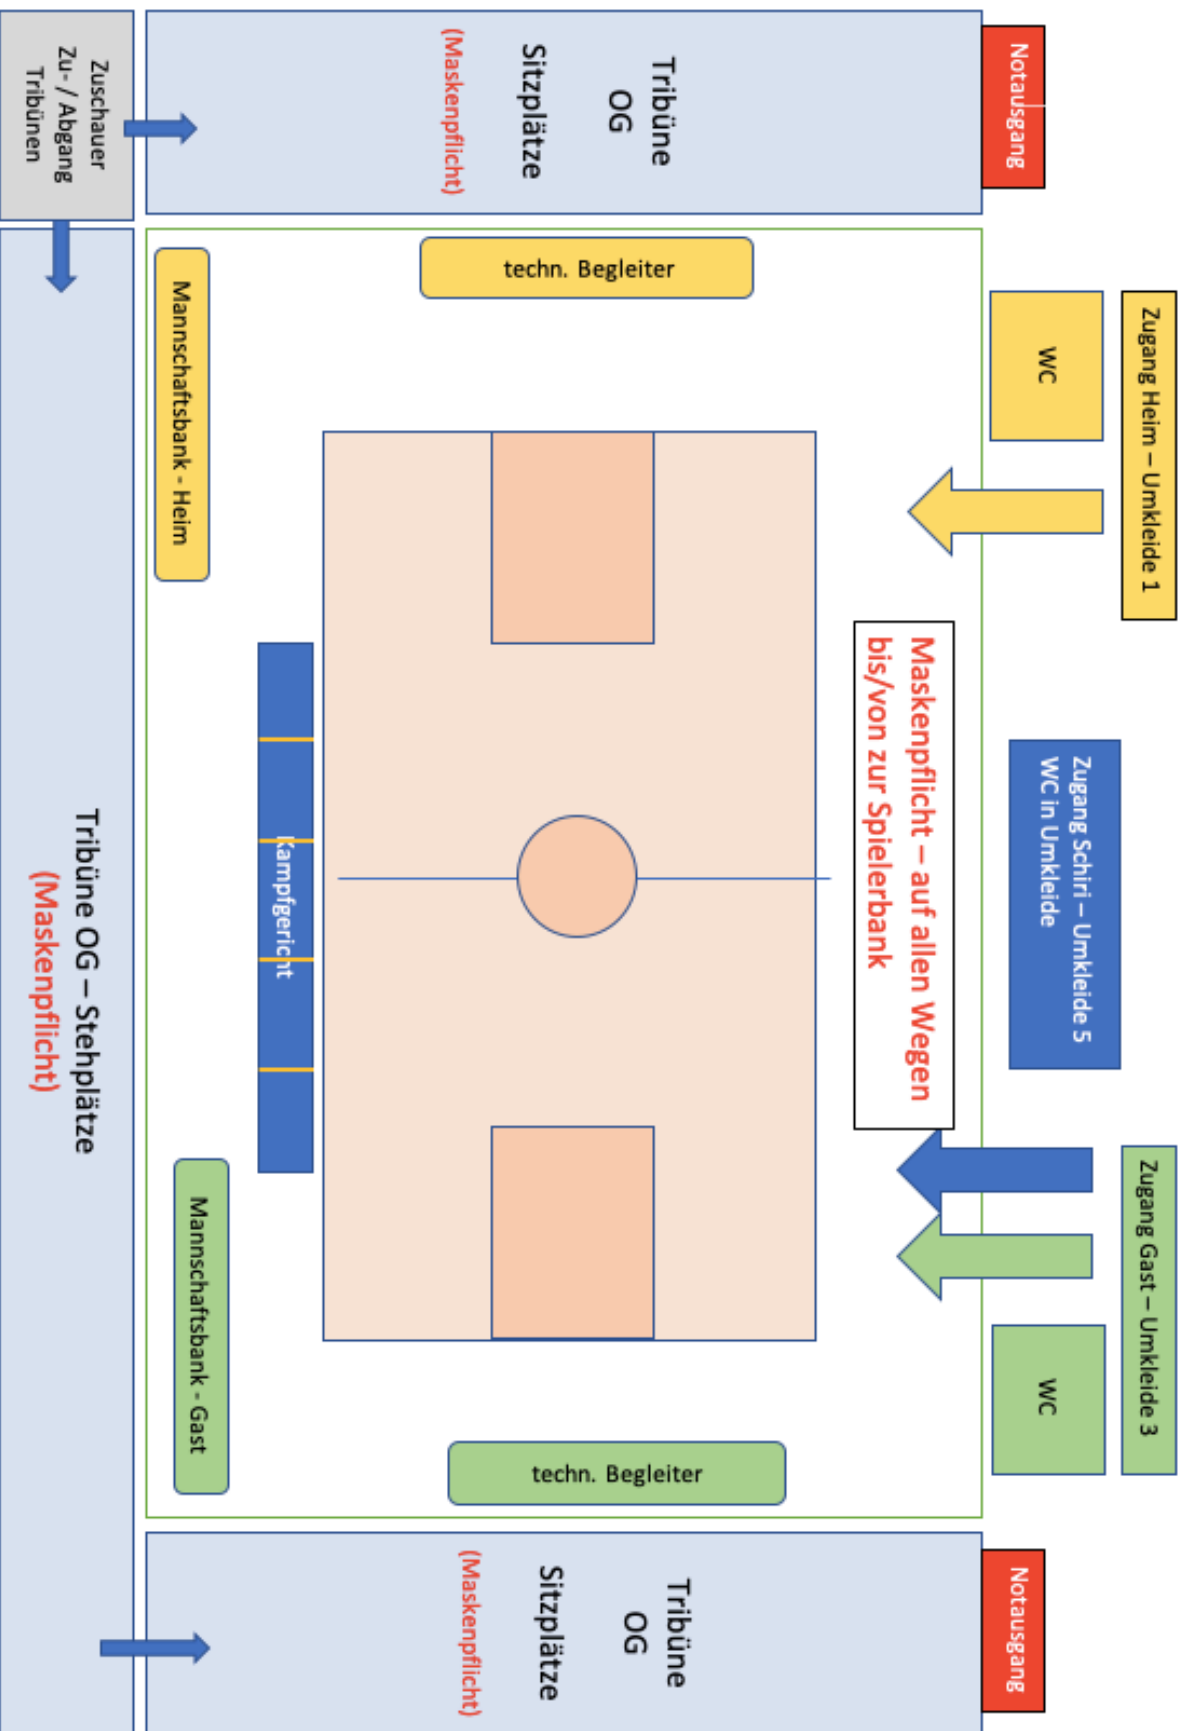 Notausgang
Zugang Heim – Umkleide 1
WC
Zugang Schiri – Umkleide 5
WC in Umkleide
Zugang Gast – Umkleide 3
WC
Notausgang
Tribüne
OG
Sitzplätze
(Maskenpflicht)
techn. Begleiter
Maskenpflicht – auf allen Wegen
bis/von zur Spielerbank
techn. Begleiter
Tribüne
OG
Sitzplätze
(Maskenpflicht)
Kampfgericht
Mannschaftsbank - Heim
Mannschaftsbank - Gast
Zuschauer
Zu- / Abgang
Tribünen
Tribüne OG – Stehplätze
(Maskenpflicht)